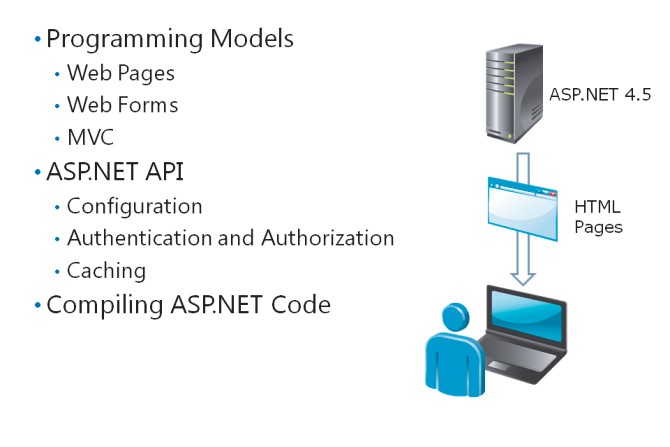 • Programming Models
• Web Pages
• Web Forms
• MVC
• ASP.NET API
• Configuration
• Authentication and Authorization
• Caching
• Compiling ASP.NET Code
ASP.NET 4.5
HTML
Pages